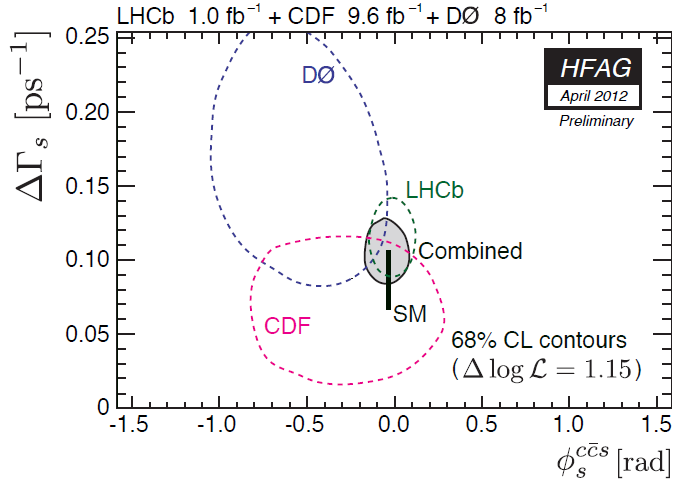 LHCb 1.0 fb⁻¹ + CDF 9.6 fb⁻¹ + DØ 8 fb⁻¹
ΔΓₛ [ps⁻¹]
0.25
0.20
0.15
0.10
0.05
0
HFAG
April 2012
Preliminary
DØ
LHCb
Combined
SM
CDF
68% CL contours
(Δ log ℒ = 1.15)
-1.5 -1.0 -0.5 0.0 0.5 1.0 1.5
ϕₛᶜᶜ̄ˢ [rad]